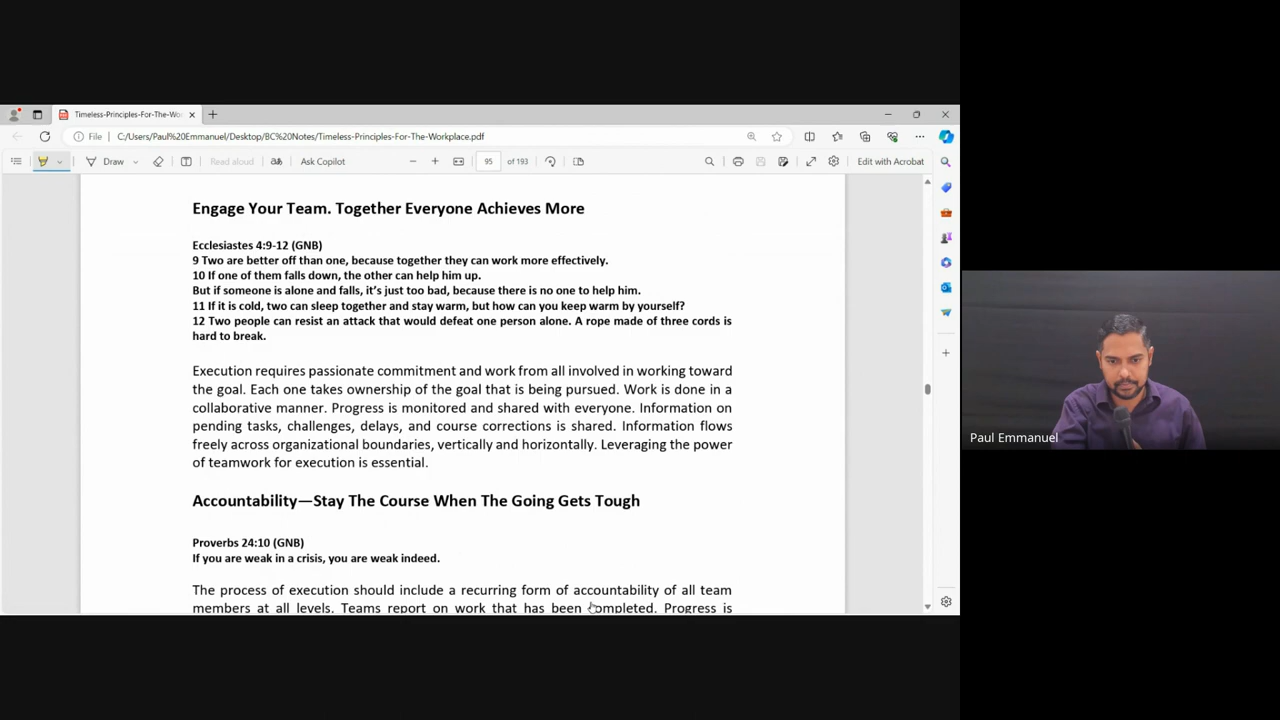 Timeless-Principles-For-The-Wor
File
C:/Users/Paul%20Emmanuel/Desktop/BC%20Notes/Timeless-Principles-For-The-Workplace.pdf
Draw
Read aloud
Ask Copilot
95 of 193
Edit with Acrobat
Engage Your Team. Together Everyone Achieves More
Ecclesiastes 4:9-12 (GNB)
9 Two are better off than one, because together they can work more effectively.
10 If one of them falls down, the other can help him up.
But if someone is alone and falls, it's just too bad, because there is no one to help him.
11 If it is cold, two can sleep together and stay warm, but how can you keep warm by yourself?
12 Two people can resist an attack that would defeat one person alone. A rope made of three cords is
hard to break.
Execution requires passionate commitment and work from all involved in working toward
the goal. Each one takes ownership of the goal that is being pursued. Work is done in a
collaborative manner. Progress is monitored and shared with everyone. Information on
pending tasks, challenges, delays, and course corrections is shared. Information flows
freely across organizational boundaries, vertically and horizontally. Leveraging the power
of teamwork for execution is essential.
Accountability—Stay The Course When The Going Gets Tough
Proverbs 24:10 (GNB)
If you are weak in a crisis, you are weak indeed.
The process of execution should include a recurring form of accountability of all team
members at all levels. Teams report on work that has been completed. Progress is
Paul Emmanuel